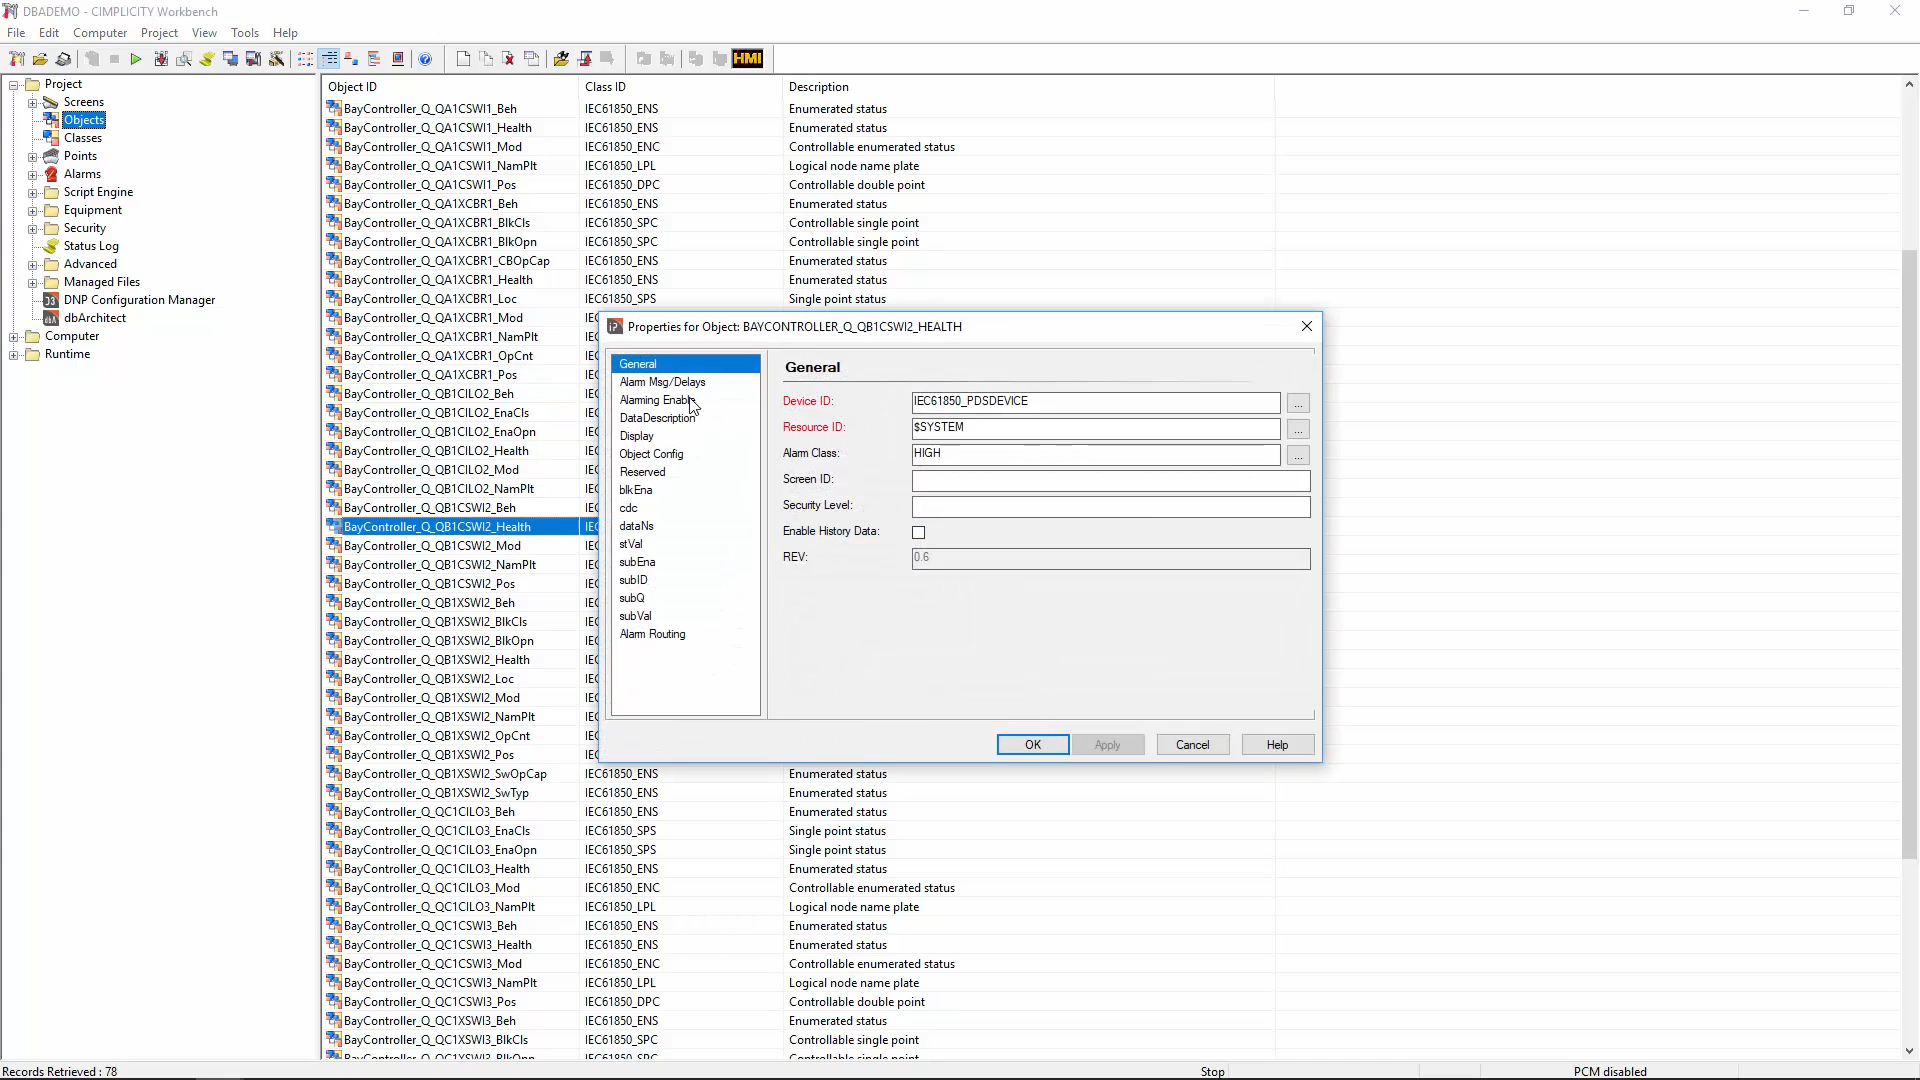 DBADEMO - CIMPLICITY Workbench
File Edit Computer Project View Tools Help
HMI
Project
Screens
Objects
Classes
Points
Alarms
Script Engine
Equipment
Security
Status Log
Advanced
Managed Files
DNP Configuration Manager
dbArchitect
Computer
Runtime
Object ID Class ID Description
BayController_Q_QA1CSWI1_Beh IEC61850_ENS Enumerated status
BayController_Q_QA1CSWI1_Health IEC61850_ENS Enumerated status
BayController_Q_QA1CSWI1_Mod IEC61850_ENC Controllable enumerated status
BayController_Q_QA1CSWI1_NamPlt IEC61850_LPL Logical node name plate
BayController_Q_QA1CSWI1_Pos IEC61850_DPC Controllable double point
BayController_Q_QA1XCBR1_Beh IEC61850_ENS Enumerated status
BayController_Q_QA1XCBR1_BlkCls IEC61850_SPC Controllable single point
BayController_Q_QA1XCBR1_BlkOpn IEC61850_SPC Controllable single point
BayController_Q_QA1XCBR1_CBOpCap IEC61850_ENS Enumerated status
BayController_Q_QA1XCBR1_Health IEC61850_ENS Enumerated status
BayController_Q_QA1XCBR1_Loc IEC61850_SPS Single point status
BayController_Q_QA1XCBR1_Mod
BayController_Q_QA1XCBR1_NamPlt
BayController_Q_QA1XCBR1_OpCnt
BayController_Q_QA1XCBR1_Pos
BayController_Q_QB1CILO2_Beh
BayController_Q_QB1CILO2_EnaCls
BayController_Q_QB1CILO2_EnaOpn
BayController_Q_QB1CILO2_Health
BayController_Q_QB1CILO2_Mod
BayController_Q_QB1CILO2_NamPlt
BayController_Q_QB1CSWI2_Beh
BayController_Q_QB1CSWI2_Health
BayController_Q_QB1CSWI2_Mod
BayController_Q_QB1CSWI2_NamPlt
BayController_Q_QB1CSWI2_Pos
BayController_Q_QB1XSWI2_Beh
BayController_Q_QB1XSWI2_BlkCls
BayController_Q_QB1XSWI2_BlkOpn
BayController_Q_QB1XSWI2_Health
BayController_Q_QB1XSWI2_Loc
BayController_Q_QB1XSWI2_Mod
BayController_Q_QB1XSWI2_NamPlt
BayController_Q_QB1XSWI2_OpCnt
BayController_Q_QB1XSWI2_Pos
BayController_Q_QB1XSWI2_SwOpCap IEC61850_ENS Enumerated status
BayController_Q_QB1XSWI2_SwTyp IEC61850_ENS Enumerated status
BayController_Q_QC1CILO3_Beh IEC61850_ENS Enumerated status
BayController_Q_QC1CILO3_EnaCls IEC61850_SPS Single point status
BayController_Q_QC1CILO3_EnaOpn IEC61850_SPS Single point status
BayController_Q_QC1CILO3_Health IEC61850_ENS Enumerated status
BayController_Q_QC1CILO3_Mod IEC61850_ENC Controllable enumerated status
BayController_Q_QC1CILO3_NamPlt IEC61850_LPL Logical node name plate
BayController_Q_QC1CSWI3_Beh IEC61850_ENS Enumerated status
BayController_Q_QC1CSWI3_Health IEC61850_ENS Enumerated status
BayController_Q_QC1CSWI3_Mod IEC61850_ENC Controllable enumerated status
BayController_Q_QC1CSWI3_NamPlt IEC61850_LPL Logical node name plate
BayController_Q_QC1CSWI3_Pos IEC61850_DPC Controllable double point
BayController_Q_QC1XSWI3_Beh IEC61850_ENS Enumerated status
BayController_Q_QC1XSWI3_BlkCls IEC61850_SPC Controllable single point
BayController_Q_QC1XSWI3_BlkOpn IEC61850_SPC Controllable single point
Properties for Object: BAYCONTROLLER_Q_QB1CSWI2_HEALTH
General
Alarm Msg/Delays
Alarming Enable
DataDescription
Display
Object Config
Reserved
blkEna
cdc
dataNs
stVal
subEna
subID
subQ
subVal
Alarm Routing
General
Device ID: IEC61850_PDSDEVICE ...
Resource ID: $SYSTEM ...
Alarm Class: HIGH ...
Screen ID:
Security Level:
Enable History Data:
REV: 0.6
OK Apply Cancel Help
Records Retrieved : 78 Stop PCM disabled